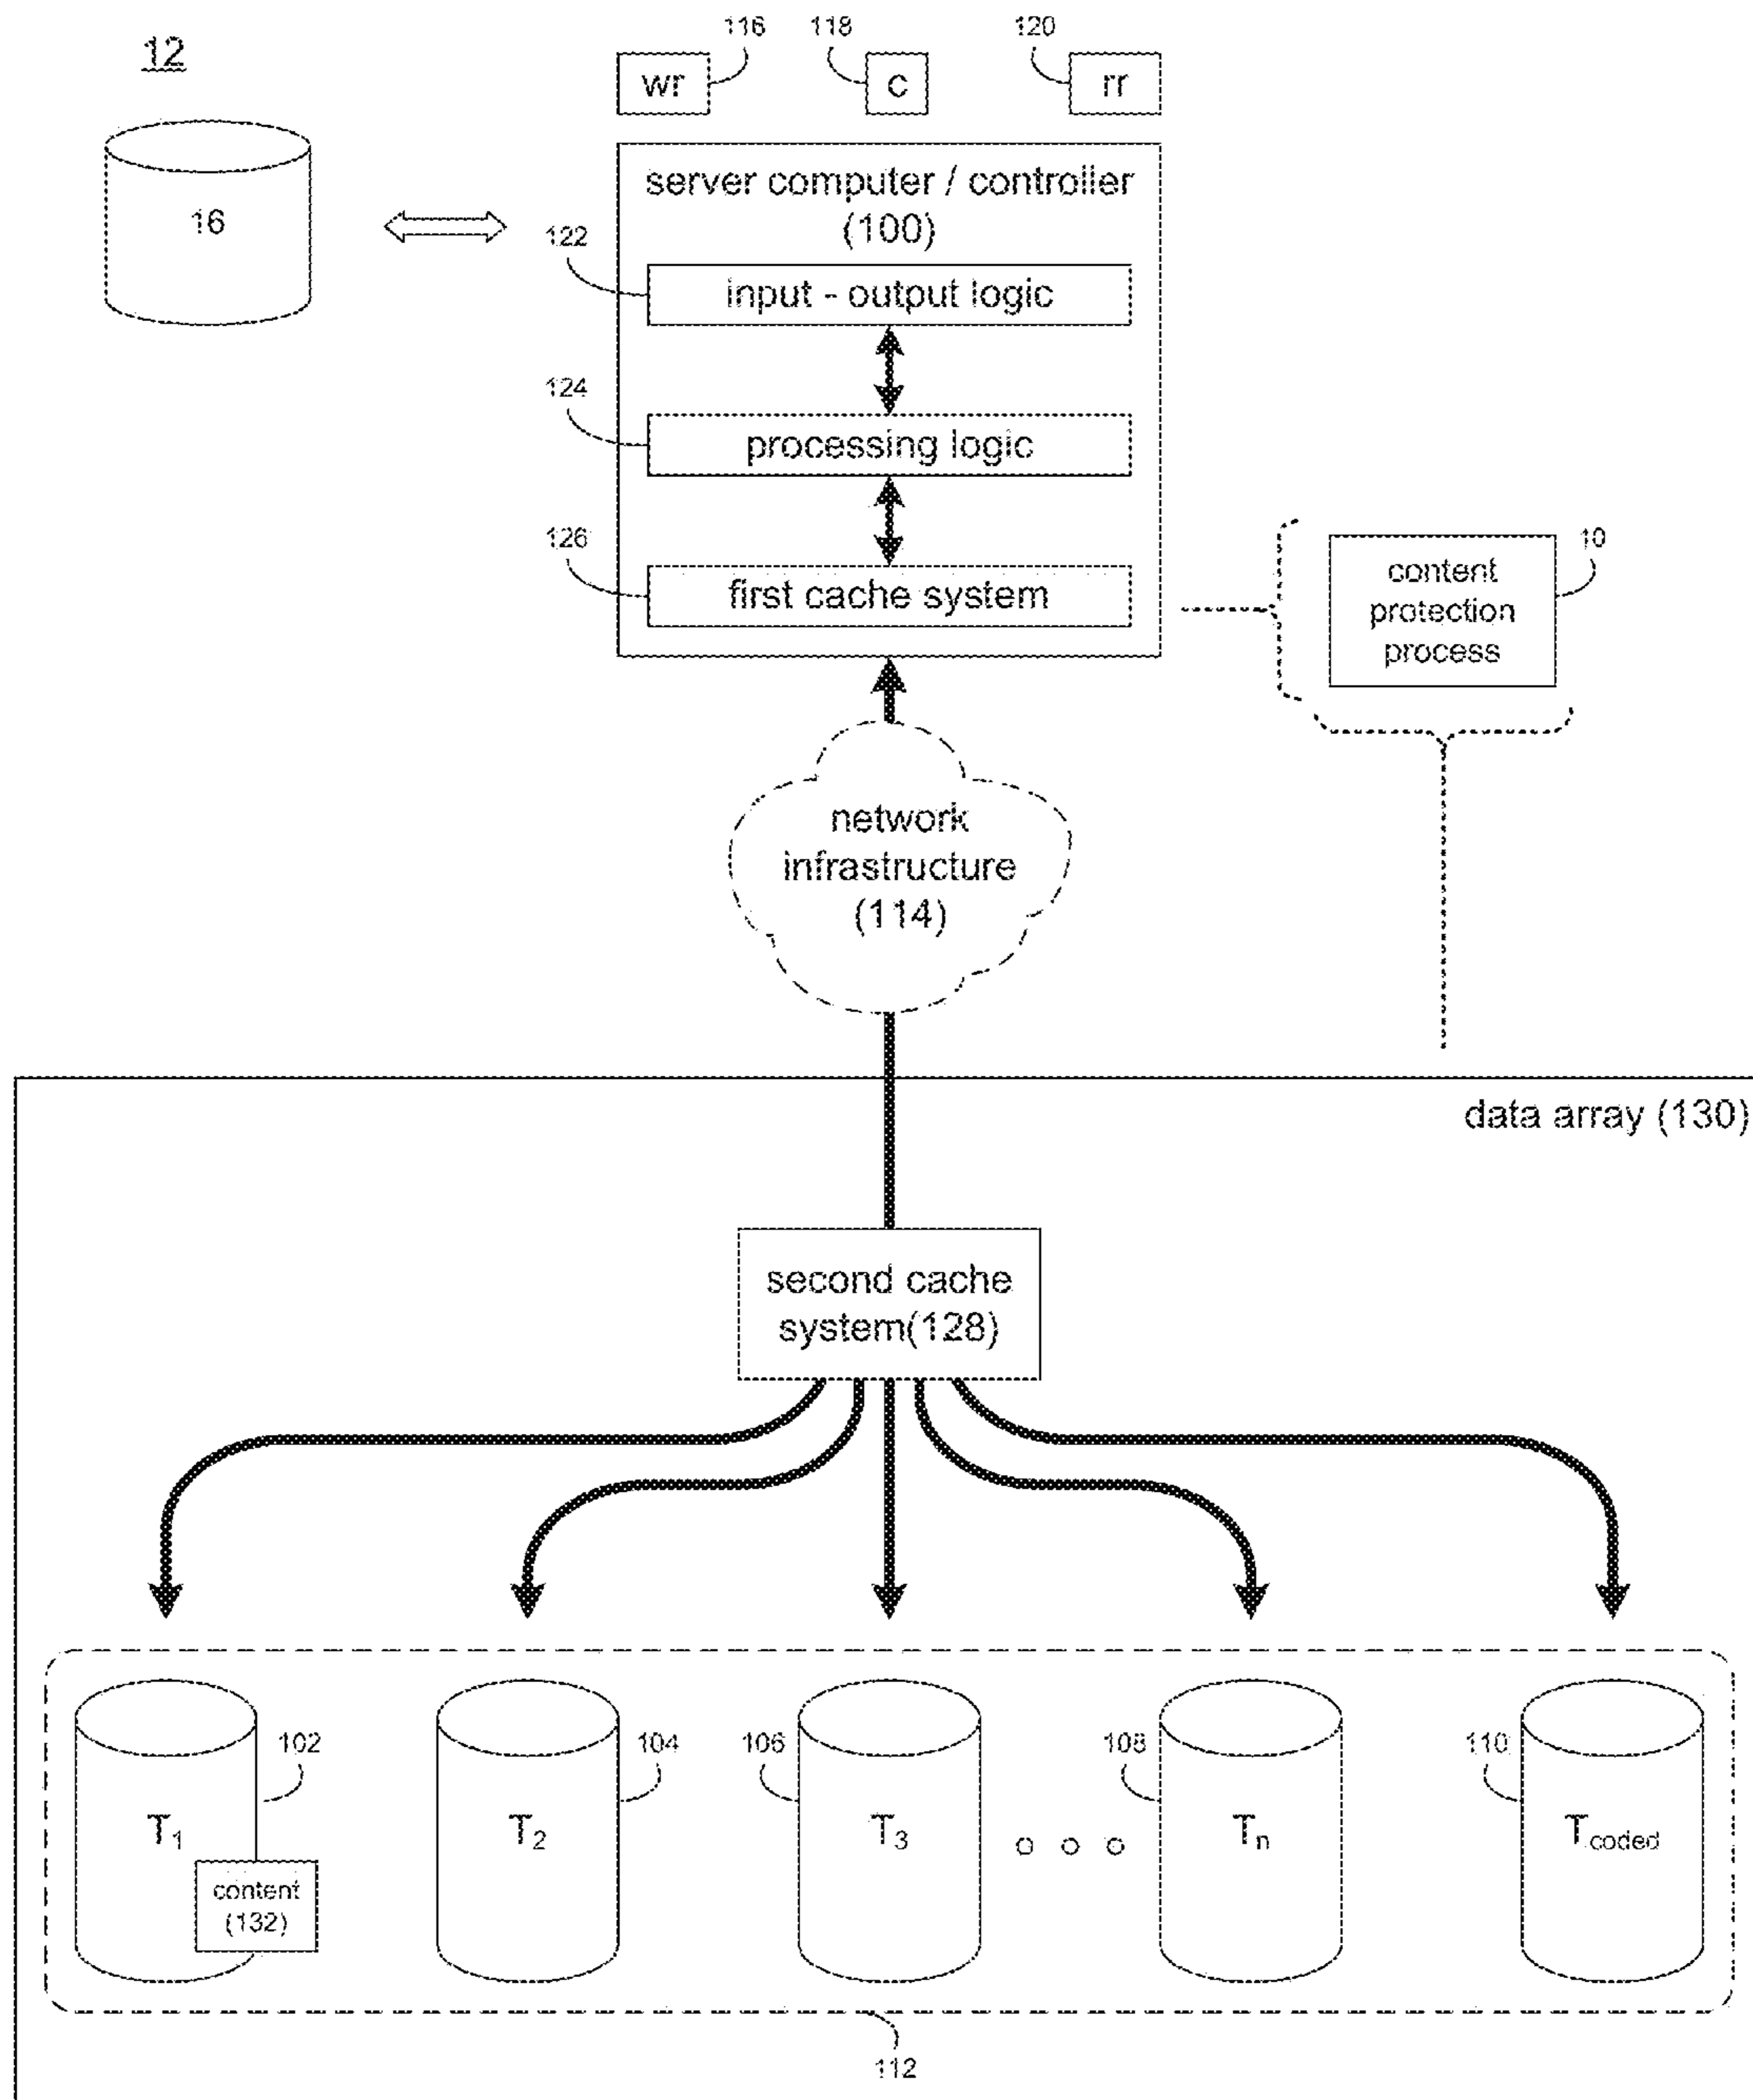 12
116
118
120
wr
c
rr
16
server computer / controller
(100)
122
input - output logic
124
processing logic
126
first cache system
10
content
protection
process
network
infrastructure
(114)
data array (130)
second cache
system(128)
102
104
106
108
110
T₁
T₂
T₃
Tₙ
Tcoded
content
(132)
112